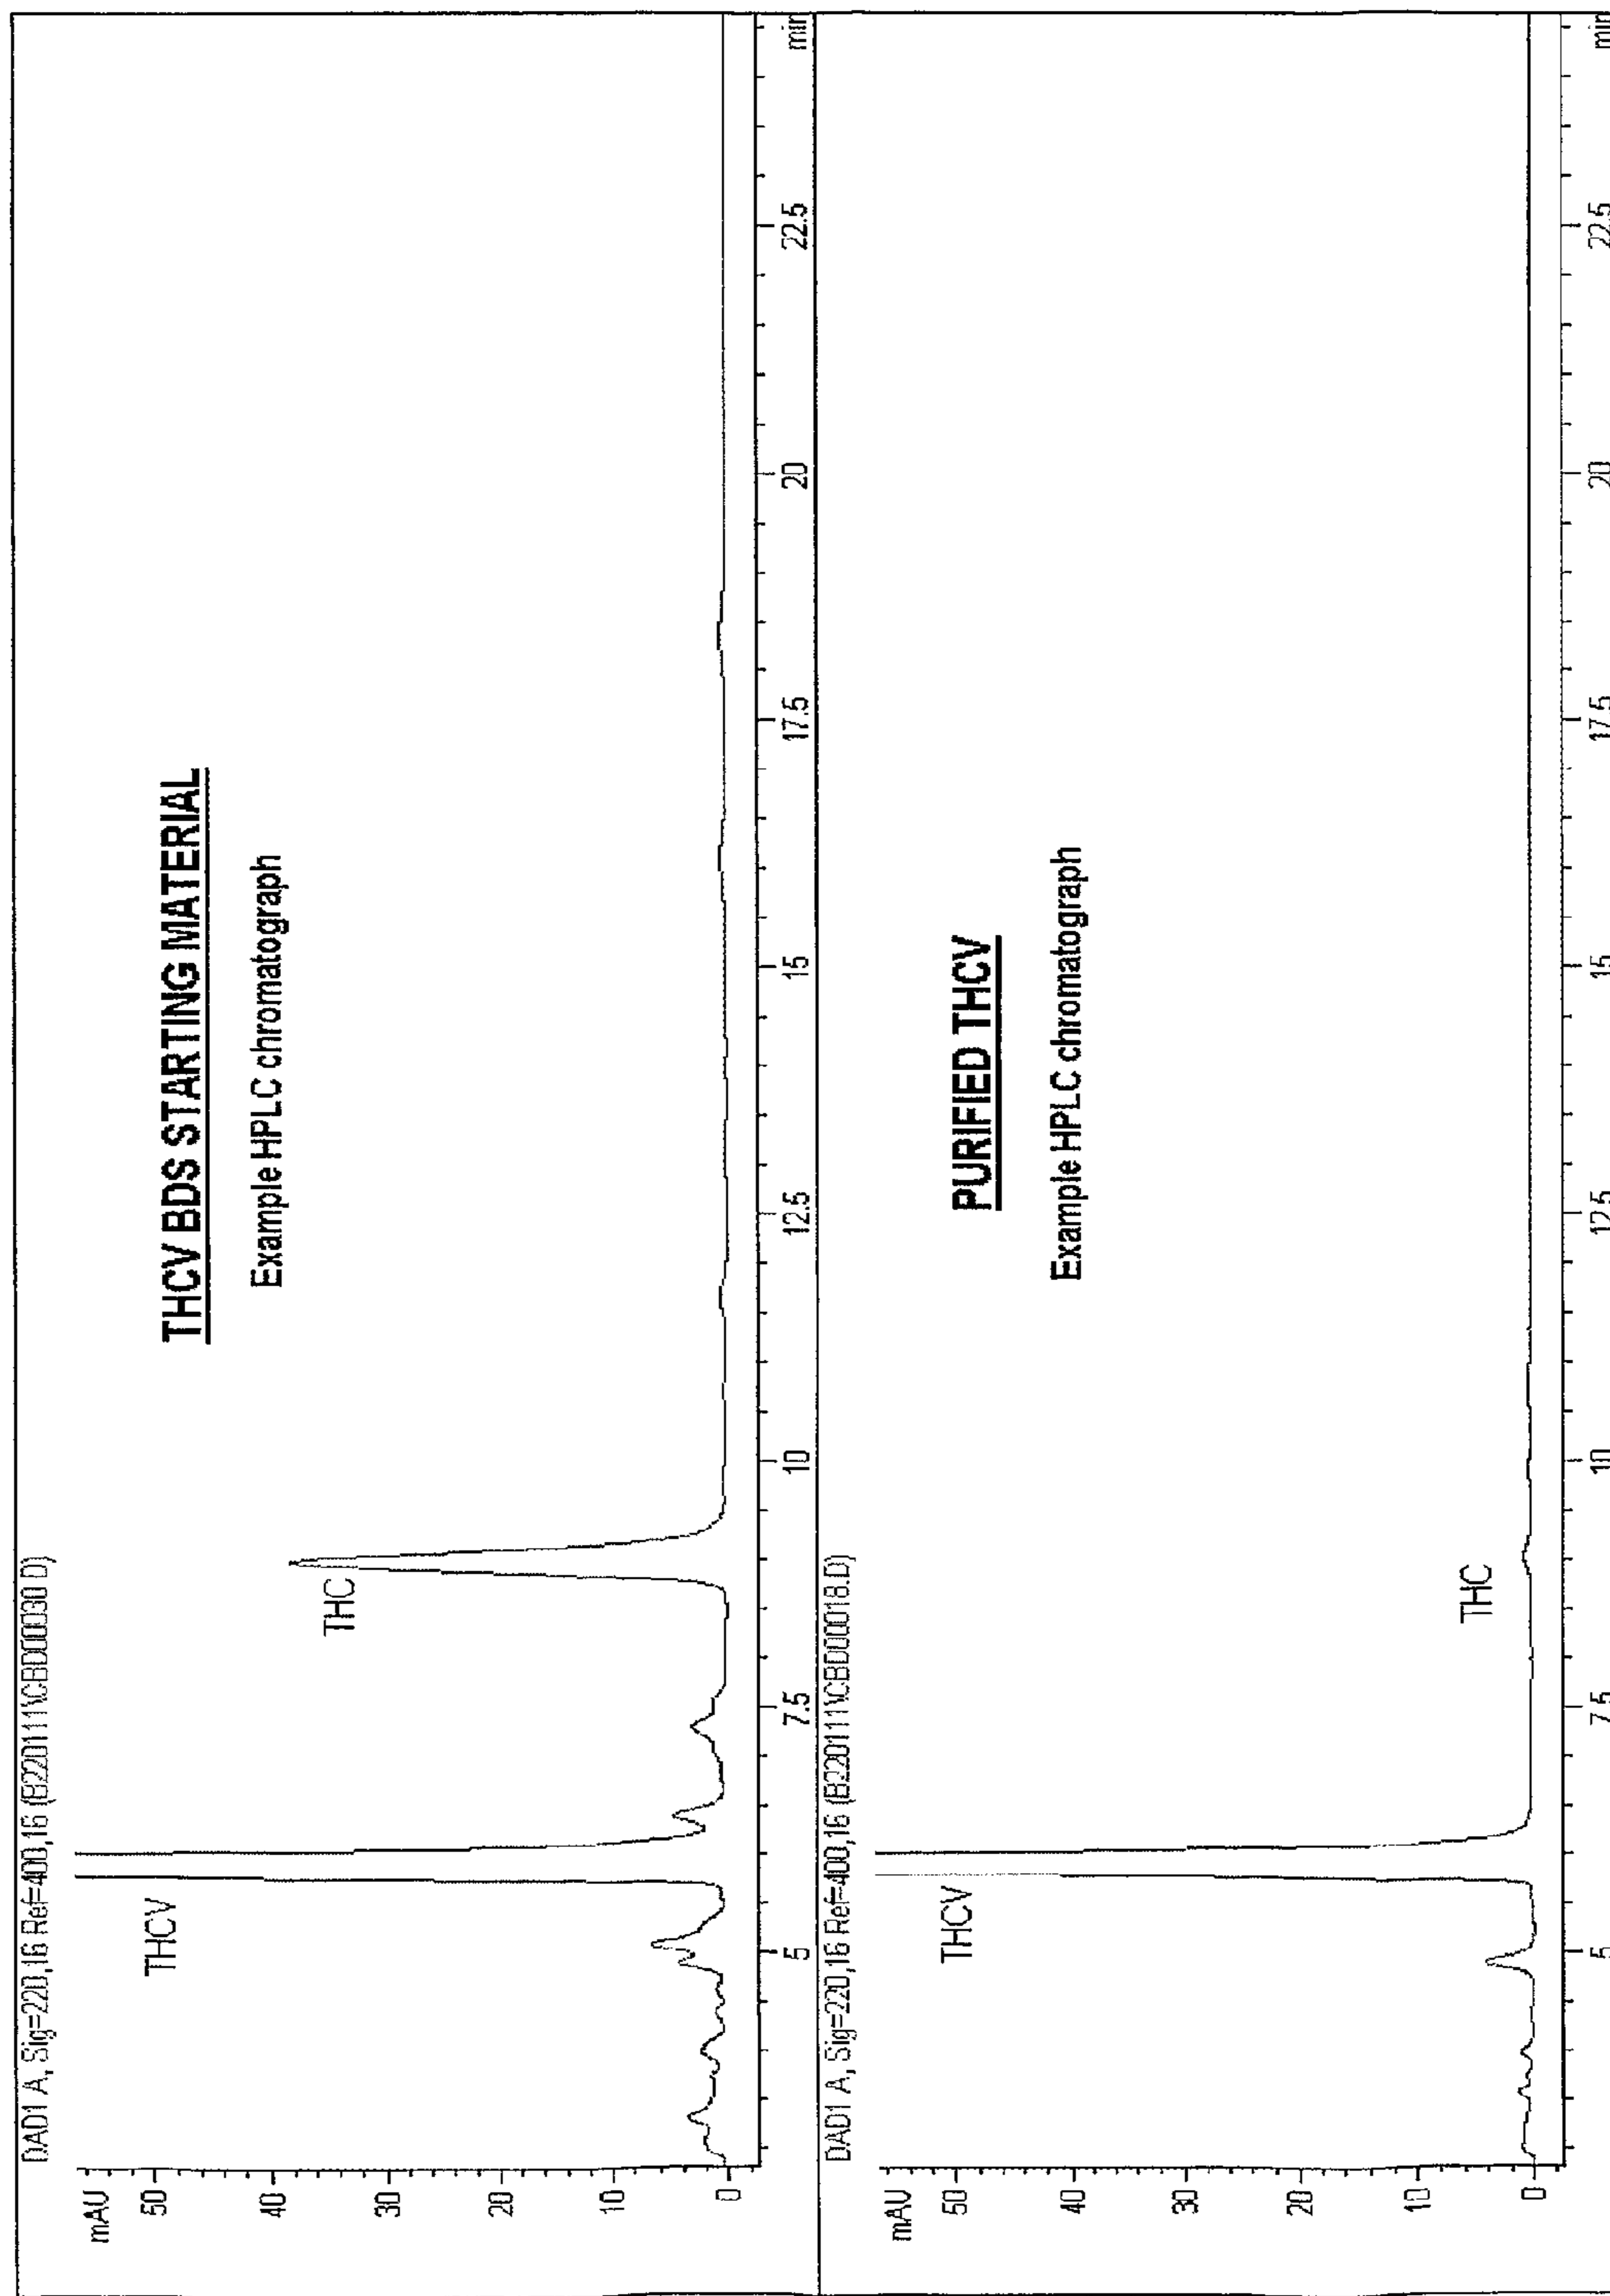 DAD1 A, Sig=220,16 Ref=400,16 (B220111\CBD00030.D)
mAU
50
40
30
20
10
0
THCV
THC
THCV BDS STARTING MATERIAL
Example HPLC chromatograph
5 7.5 10 12.5 15 17.5 20 22.5 min
DAD1 A, Sig=220,16 Ref=400,16 (B220111\CBD00018.D)
mAU
50
40
30
20
10
0
THCV
THC
PURIFIED THCV
Example HPLC chromatograph
5 7.5 10 12.5 15 17.5 20 22.5 min